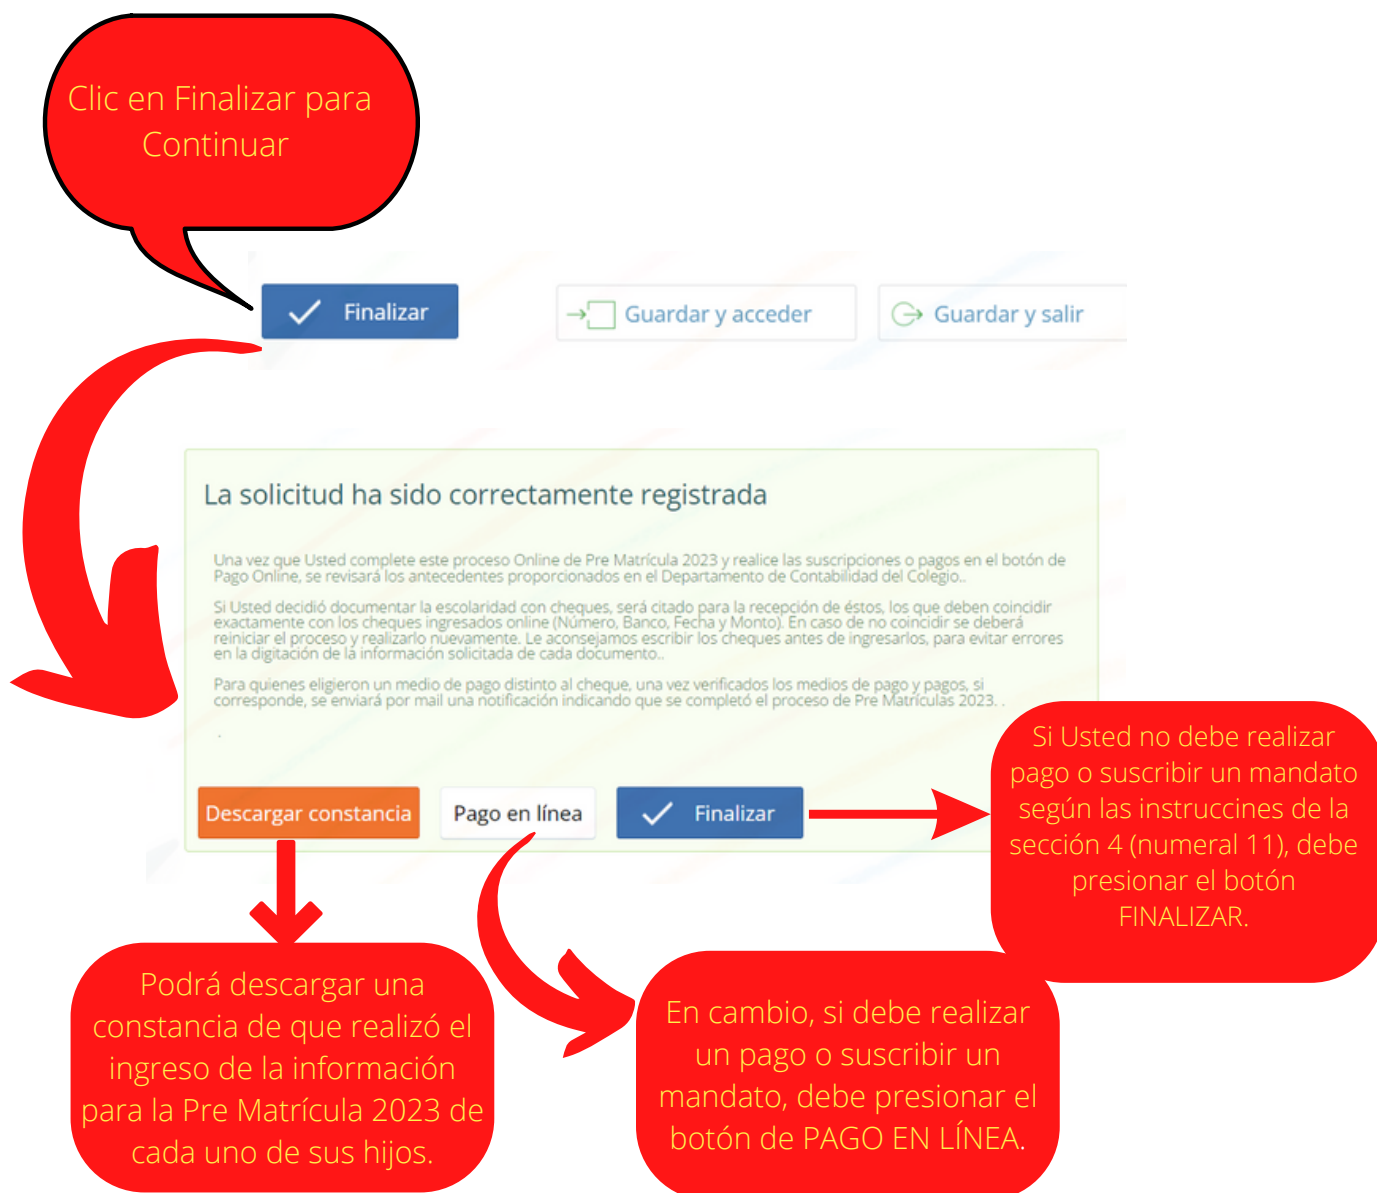 Clic en Finalizar para
Continuar
Finalizar
Guardar y acceder
Guardar y salir
La solicitud ha sido correctamente registrada
Una vez que Usted complete este proceso Online de Pre Matrícula 2023 y realice las suscripciones o pagos en el botón de
Pago Online, se revisará los antecedentes proporcionados en el Departamento de Contabilidad del Colegio..
Si Usted decidió documentar la escolaridad con cheques, será citado para la recepción de éstos, los que deben coincidir
exactamente con los cheques ingresados online (Número, Banco, Fecha y Monto). En caso de no coincidir se deberá
reiniciar el proceso y realizarlo nuevamente. Le aconsejamos escribir los cheques antes de ingresarlos, para evitar errores
en la digitación de la información solicitada de cada documento..
Para quienes eligieron un medio de pago distinto al cheque, una vez verificados los medios de pago y pagos, si
corresponde, se enviará por mail una notificación indicando que se completó el proceso de Pre Matrículas 2023. .
.
Descargar constancia
Pago en línea
Finalizar
Si Usted no debe realizar
pago o suscribir un mandato
según las instruccines de la
sección 4 (numeral 11), debe
presionar el botón
FINALIZAR.
Podrá descargar una
constancia de que realizó el
ingreso de la información
para la Pre Matrícula 2023 de
cada uno de sus hijos.
En cambio, si debe realizar
un pago o suscribir un
mandato, debe presionar el
botón de PAGO EN LÍNEA.